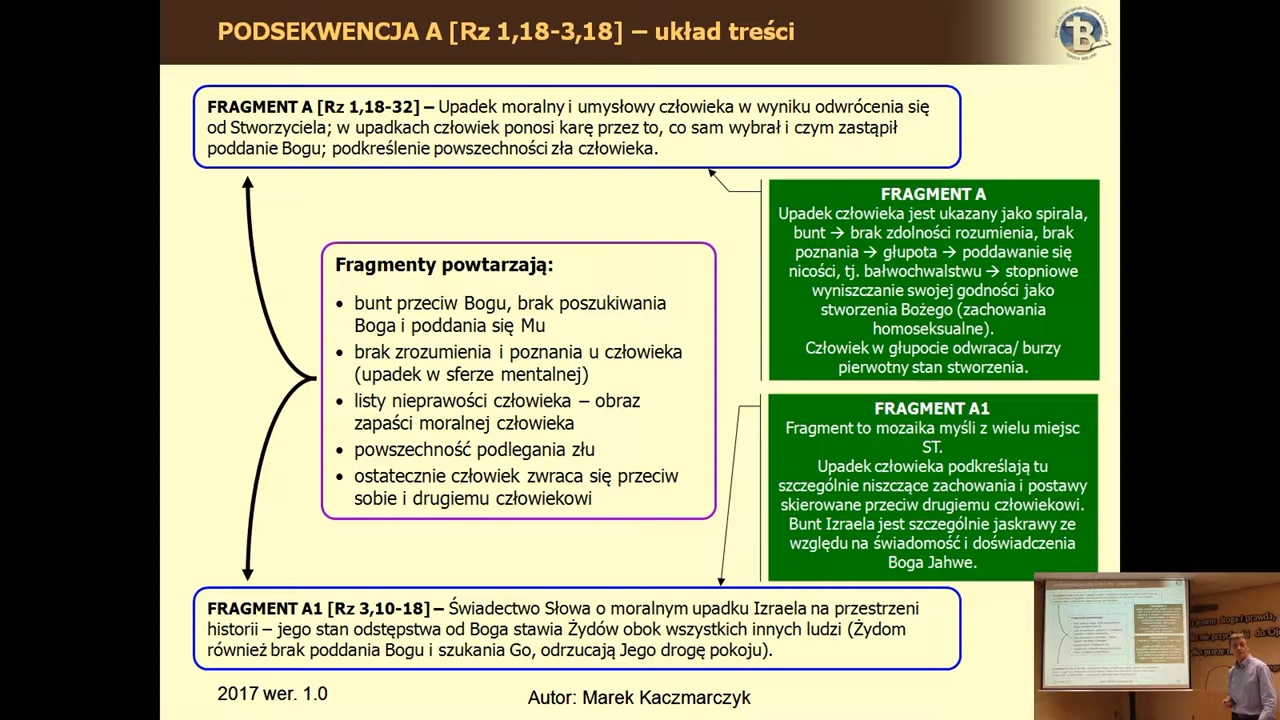 PODSEKWENCJA A [Rz 1,18-3,18] – układ treści
FRAGMENT A [Rz 1,18-32] – Upadek moralny i umysłowy człowieka w wyniku odwrócenia się
od Stworzyciela; w upadkach człowiek ponosi karę przez to, co sam wybrał i czym zastąpił
poddanie Bogu; podkreślenie powszechności zła człowieka.
FRAGMENT A
Upadek człowieka jest ukazany jako spirala,
bunt → brak zdolności rozumienia, brak
poznania → głupota → poddawanie się
nicości, tj. bałwochwalstwu → stopniowe
wyniszczanie swojej godności jako
stworzenia Bożego (zachowania
homoseksualne).
Człowiek w głupocie odwraca/ burzy
pierwotny stan stworzenia.
Fragmenty powtarzają:
• bunt przeciw Bogu, brak poszukiwania
Boga i poddania się Mu
• brak zrozumienia i poznania u człowieka
(upadek w sferze mentalnej)
• listy nieprawości człowieka – obraz
zapaści moralnej człowieka
• powszechność podlegania złu
• ostatecznie człowiek zwraca się przeciw
sobie i drugiemu człowiekowi
FRAGMENT A1
Fragment to mozaika myśli z wielu miejsc
ST.
Upadek człowieka podkreślają tu
szczególnie niszczące zachowania i postawy
skierowane przeciw drugiemu człowiekowi.
Bunt Izraela jest szczególnie jaskrawy ze
względu na świadomość i doświadczenia
Boga Jahwe.
FRAGMENT A1 [Rz 3,10-18] – Świadectwo Słowa o moralnym upadku Izraela na przestrzeni
historii – jego stan odstępstwa od Boga stawia Żydów obok wszystkich innych ludzi (Żydom
również brak poddania Bogu i szukania Go, odrzucają Jego drogę pokoju).
2017 wer. 1.0
Autor: Marek Kaczmarczyk